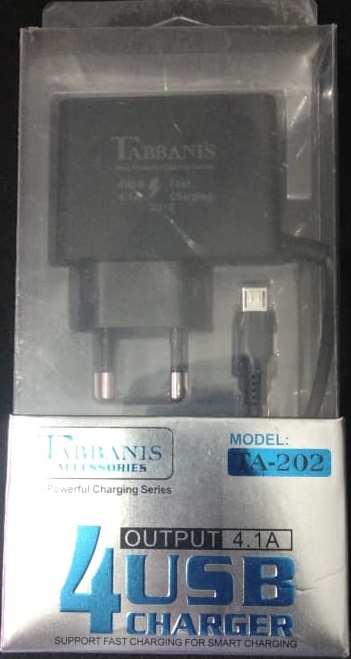 TABBANIS
4USB Fast
4.1A Charging
TABBANIS
ACCESSORIES
Powerful Charging Series
MODEL:
TA-202
OUTPUT 4.1A
4USB
CHARGER
SUPPORT FAST CHARGING FOR SMART CHARGING